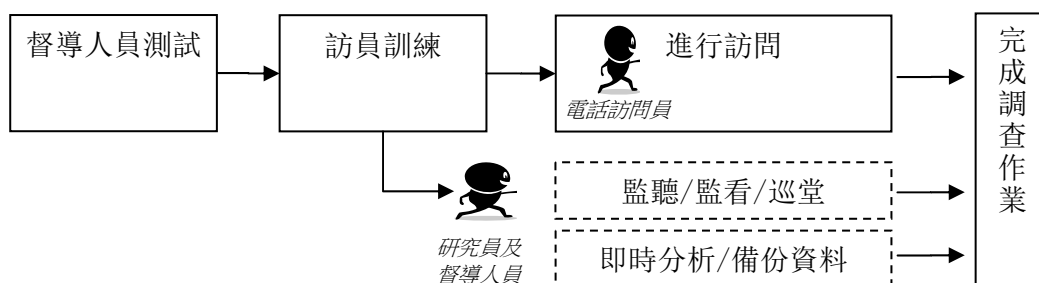 督導人員測試
訪員訓練
進行訪問
電話訪問員
監聽/監看/巡堂
研究員及
督導人員
即時分析/備份資料
完成調查作業